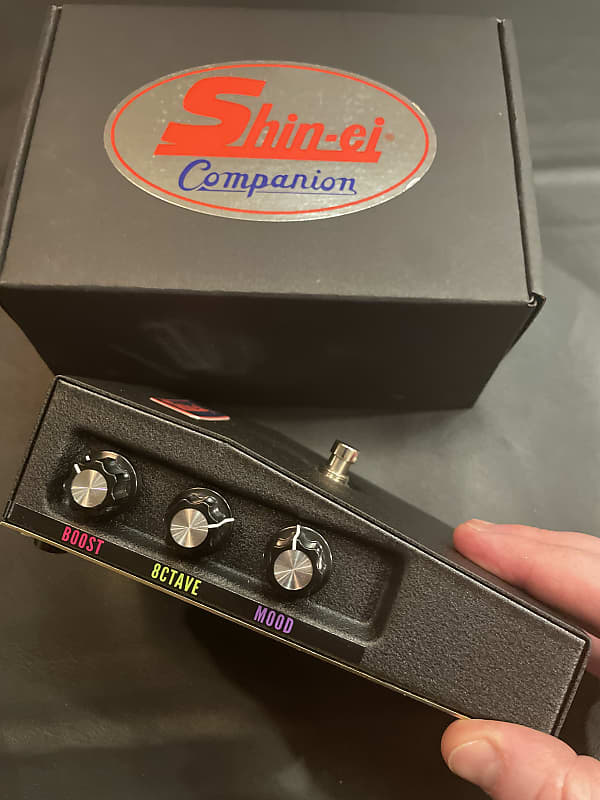 Shin-ei
Companion
BOOST
8CTAVE
MOOD